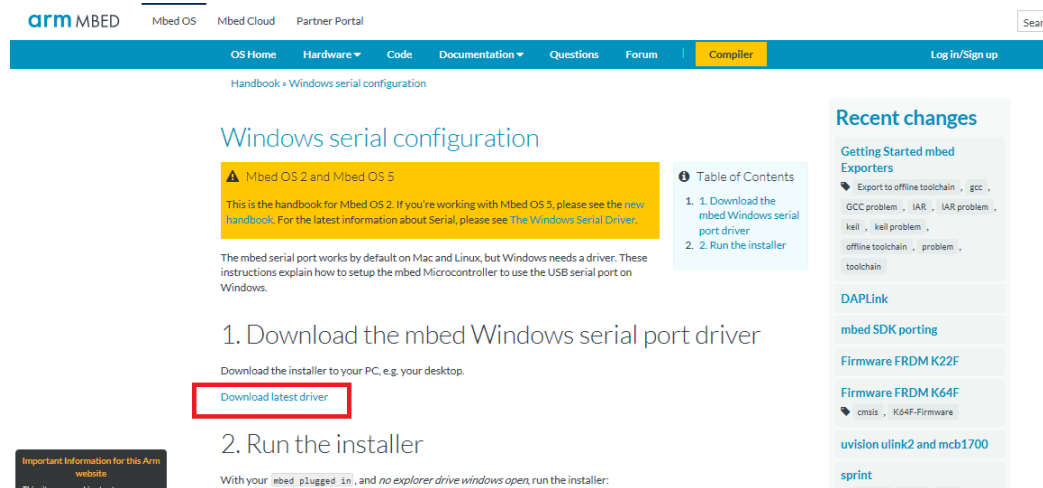 arm MBED
Mbed OS
Mbed Cloud
Partner Portal
Sear
OS Home
Hardware
Code
Documentation
Questions
Forum
Compiler
Log in/Sign up
Handbook » Windows serial configuration
Windows serial configuration
Mbed OS 2 and Mbed OS 5
This is the handbook for Mbed OS 2. If you're working with Mbed OS 5, please see the new
handbook. For the latest information about Serial, please see The Windows Serial Driver.
The mbed serial port works by default on Mac and Linux, but Windows needs a driver. These
instructions explain how to setup the mbed Microcontroller to use the USB serial port on
Windows.
Table of Contents
1. 1. Download the
mbed Windows serial
port driver
2. 2. Run the installer
1. Download the mbed Windows serial port driver
Download the installer to your PC, e.g. your desktop.
Download latest driver
2. Run the installer
With your mbed plugged in, and no explorer drive windows open, run the installer:
Important Information for this Arm
website
Recent changes
Getting Started mbed
Exporters
Export to offline toolchain , gcc ,
GCC problem , IAR , IAR problem ,
keil , keil problem ,
offline toolchain , problem ,
toolchain
DAPLink
mbed SDK porting
Firmware FRDM K22F
Firmware FRDM K64F
cmsis , K64F-Firmware
uvision ulink2 and mcb1700
sprint